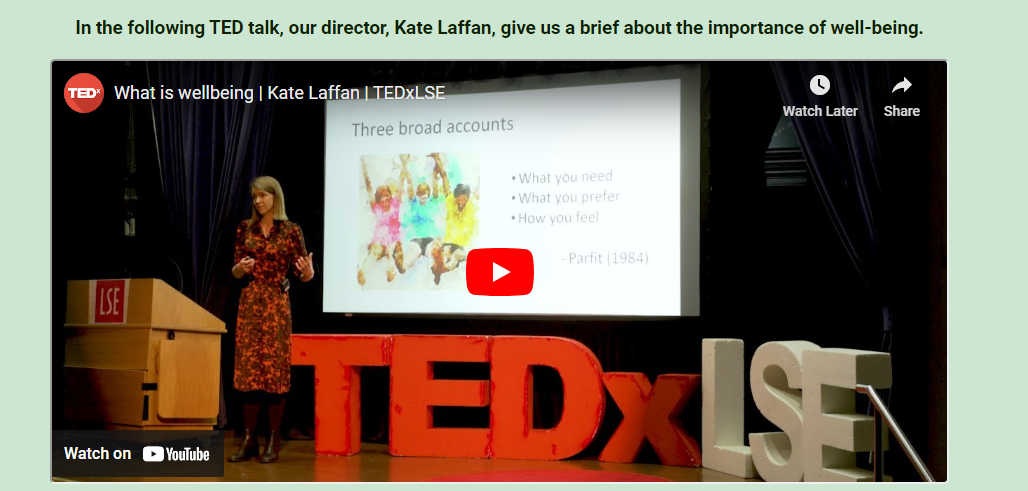 In the following TED talk, our director, Kate Laffan, give us a brief about the importance of well-being.
TEDx
What is wellbeing | Kate Laffan | TEDxLSE
Watch Later
Share
Three broad accounts
• What you need
• What you prefer
• How you feel
- Parfit (1984)
LSE
TEDxLSE
Watch on YouTube